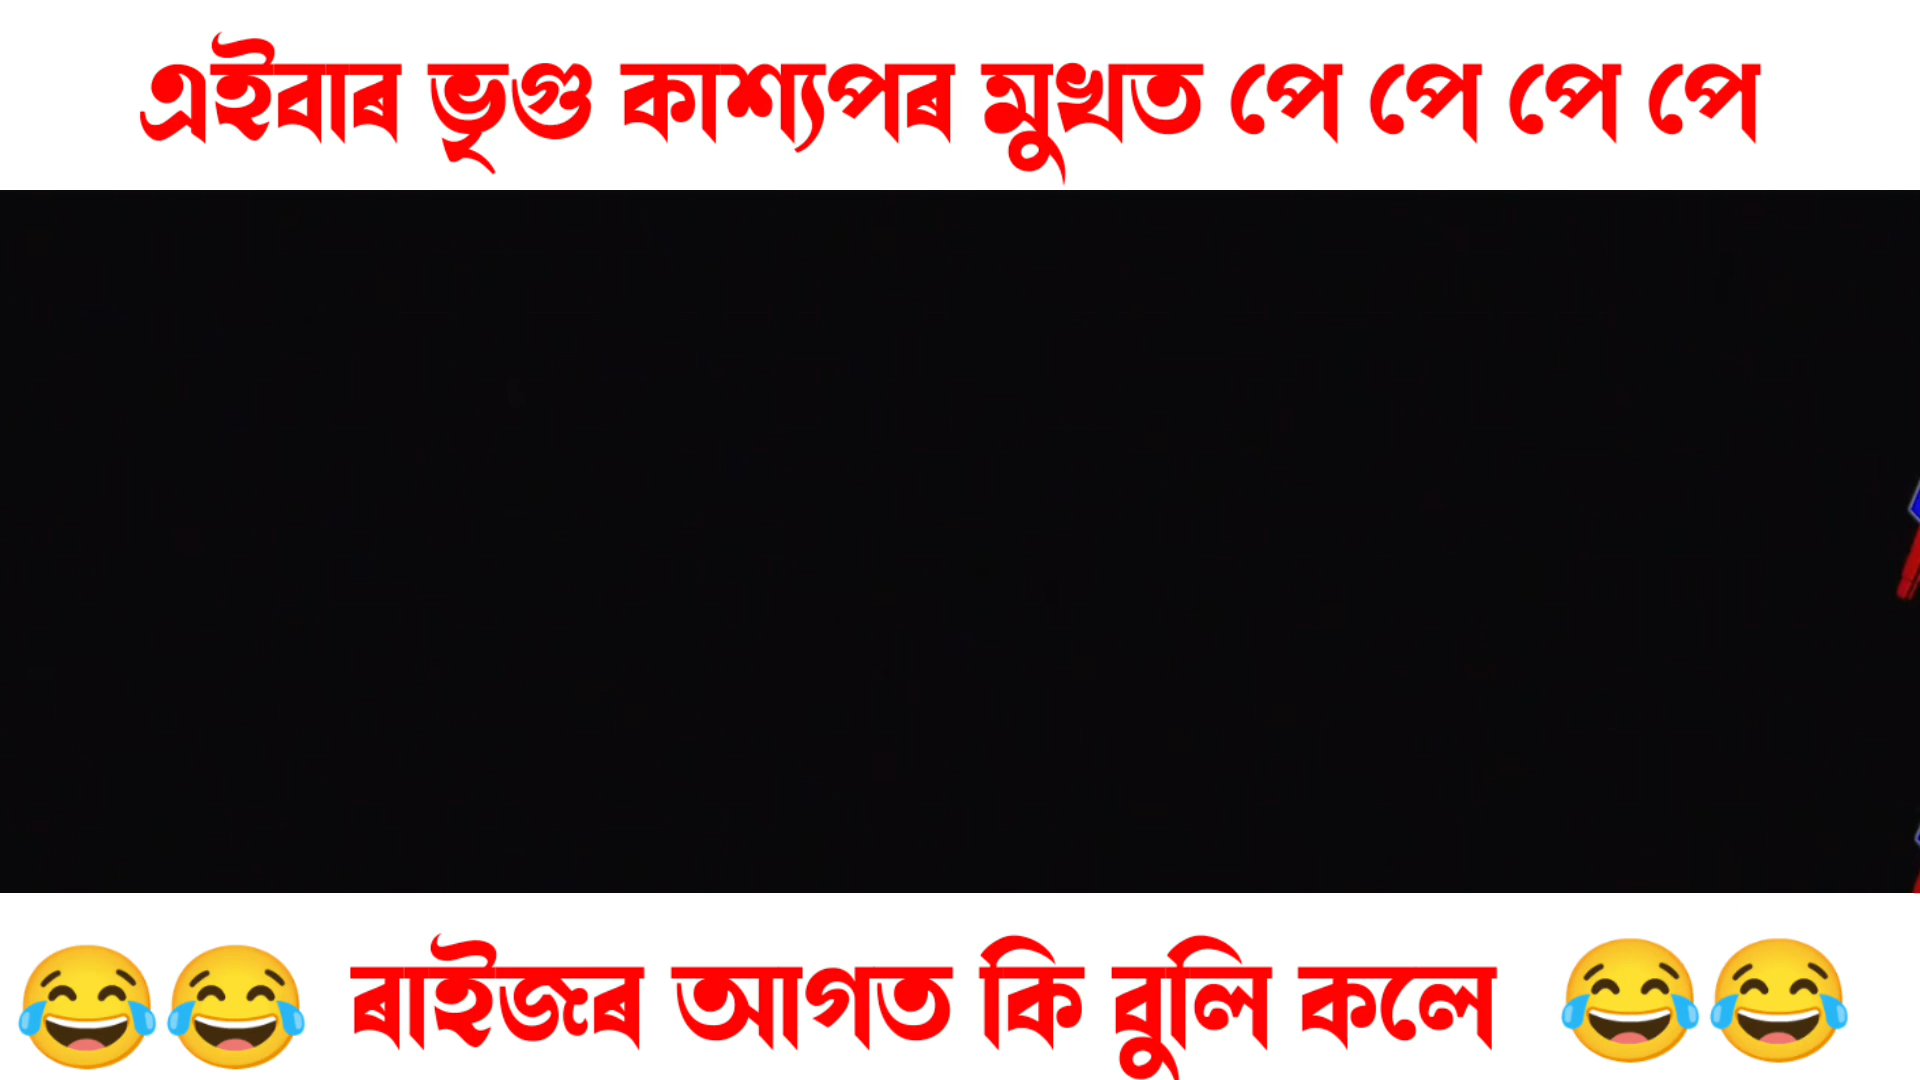 এইবাৰ ভৃগু কাশ্যপৰ মুখত পে পে পে পে
😂😂 ৰাইজৰ আগত কি বুলি কলে 😂😂